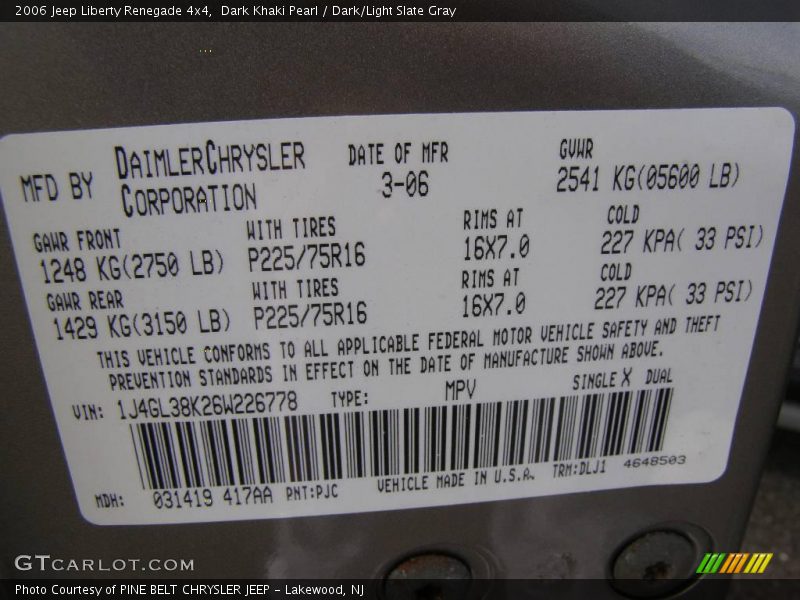 2006 Jeep Liberty Renegade 4x4,  Dark Khaki Pearl / Dark/Light Slate Gray
MFD BY DAIMLERCHRYSLER CORPORATION DATE OF MFR 3-06 GVWR 2541 KG(05600 LB)
GAWR FRONT WITH TIRES RIMS AT COLD
1248 KG(2750 LB) P225/75R16 16X7.0 227 KPA( 33 PSI)
GAWR REAR WITH TIRES RIMS AT COLD
1429 KG(3150 LB) P225/75R16 16X7.0 227 KPA( 33 PSI)
THIS VEHICLE CONFORMS TO ALL APPLICABLE FEDERAL MOTOR VEHICLE SAFETY AND THEFT
PREVENTION STANDARDS IN EFFECT ON THE DATE OF MANUFACTURE SHOWN ABOVE.
VIN: 1J4GL38K26W226778 TYPE: MPV SINGLE X DUAL
MDH: 031419 417AA PNT:PJC VEHICLE MADE IN U.S.A. TRM:DLJ1 4648503
GTCARLOT.COM
Photo Courtesy of PINE BELT CHRYSLER JEEP - Lakewood, NJ